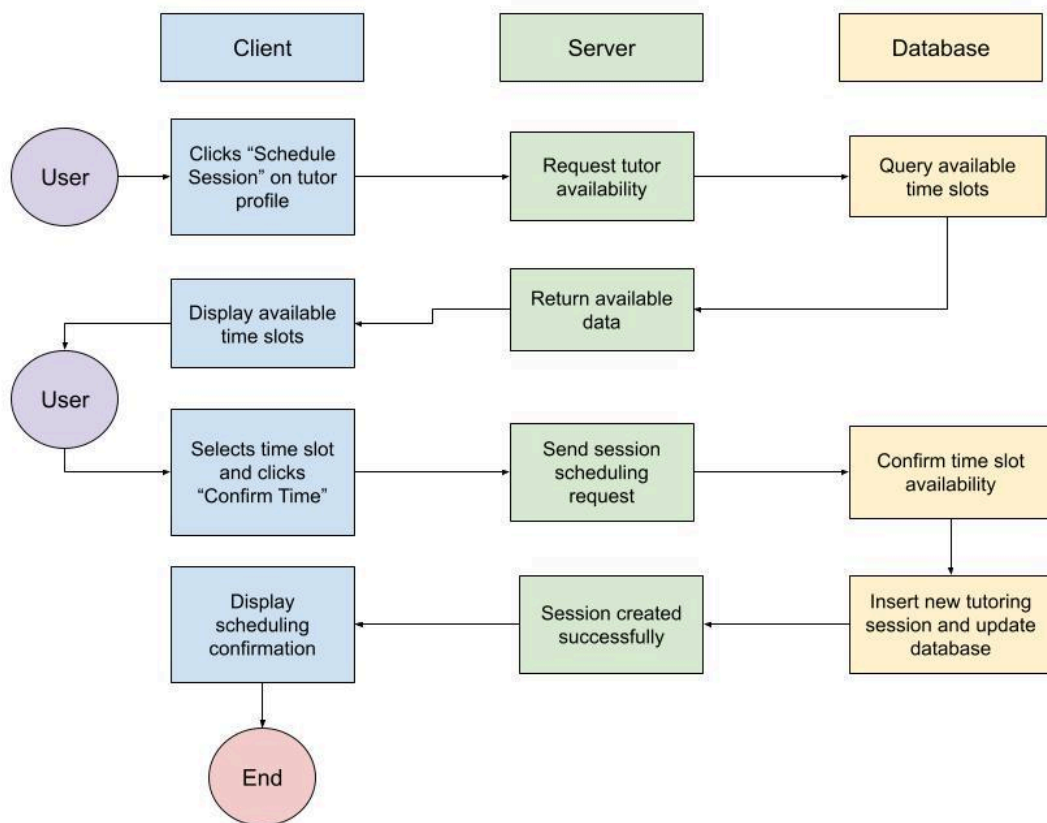 Client
Server
Database
User
Clicks “Schedule
Session” on tutor
profile
Request tutor
availability
Query available
time slots
Display available
time slots
Return available
data
User
Selects time slot
and clicks
“Confirm Time”
Send session
scheduling
request
Confirm time slot
availability
Display
scheduling
confirmation
Session created
successfully
Insert new tutoring
session and update
database
End